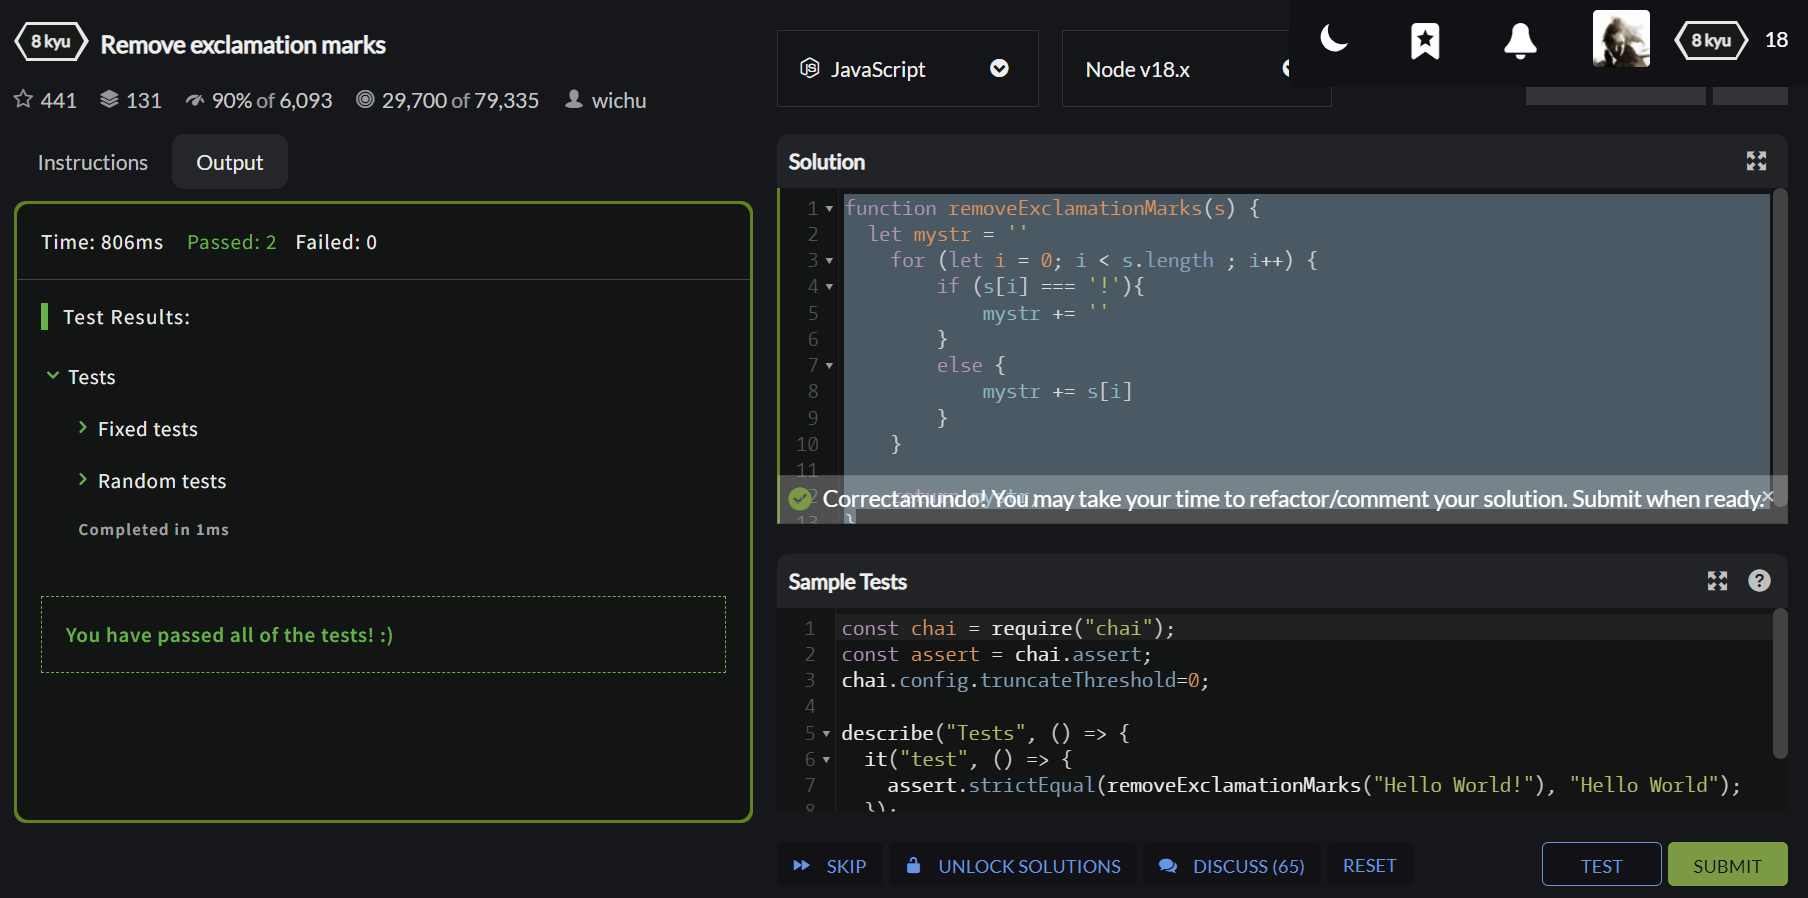 8 kyu Remove exclamation marks
441 131 90% of 6,093 29,700 of 79,335 wichu
Instructions Output
Time: 806ms Passed: 2 Failed: 0
Test Results:
Tests
Fixed tests
Random tests
Completed in 1ms
You have passed all of the tests! :)
JavaScript Node v18.x
8 kyu 18
Solution
1 function removeExclamationMarks(s) {
2 let mystr = ''
3 for (let i = 0; i < s.length ; i++) {
4 if (s[i] === '!'){
5 mystr += ''
6 }
7 else {
8 mystr += s[i]
9 }
10 }
11
12 return mystr;
Correctamundo! You may take your time to refactor/comment your solution. Submit when ready.
13 }
Sample Tests
1 const chai = require("chai");
2 const assert = chai.assert;
3 chai.config.truncateThreshold=0;
4
5 describe("Tests", () => {
6 it("test", () => {
7 assert.strictEqual(removeExclamationMarks("Hello World!"), "Hello World");
8 });
SKIP UNLOCK SOLUTIONS DISCUSS (65) RESET TEST SUBMIT